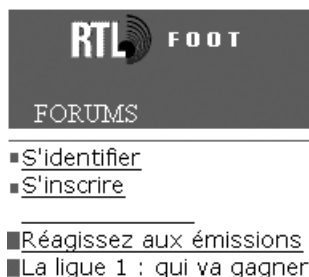 RTL FOOT
FORUMS
S'identifier
S'inscrire
Réagissez aux émissions
La ligue 1 : qui va gagner